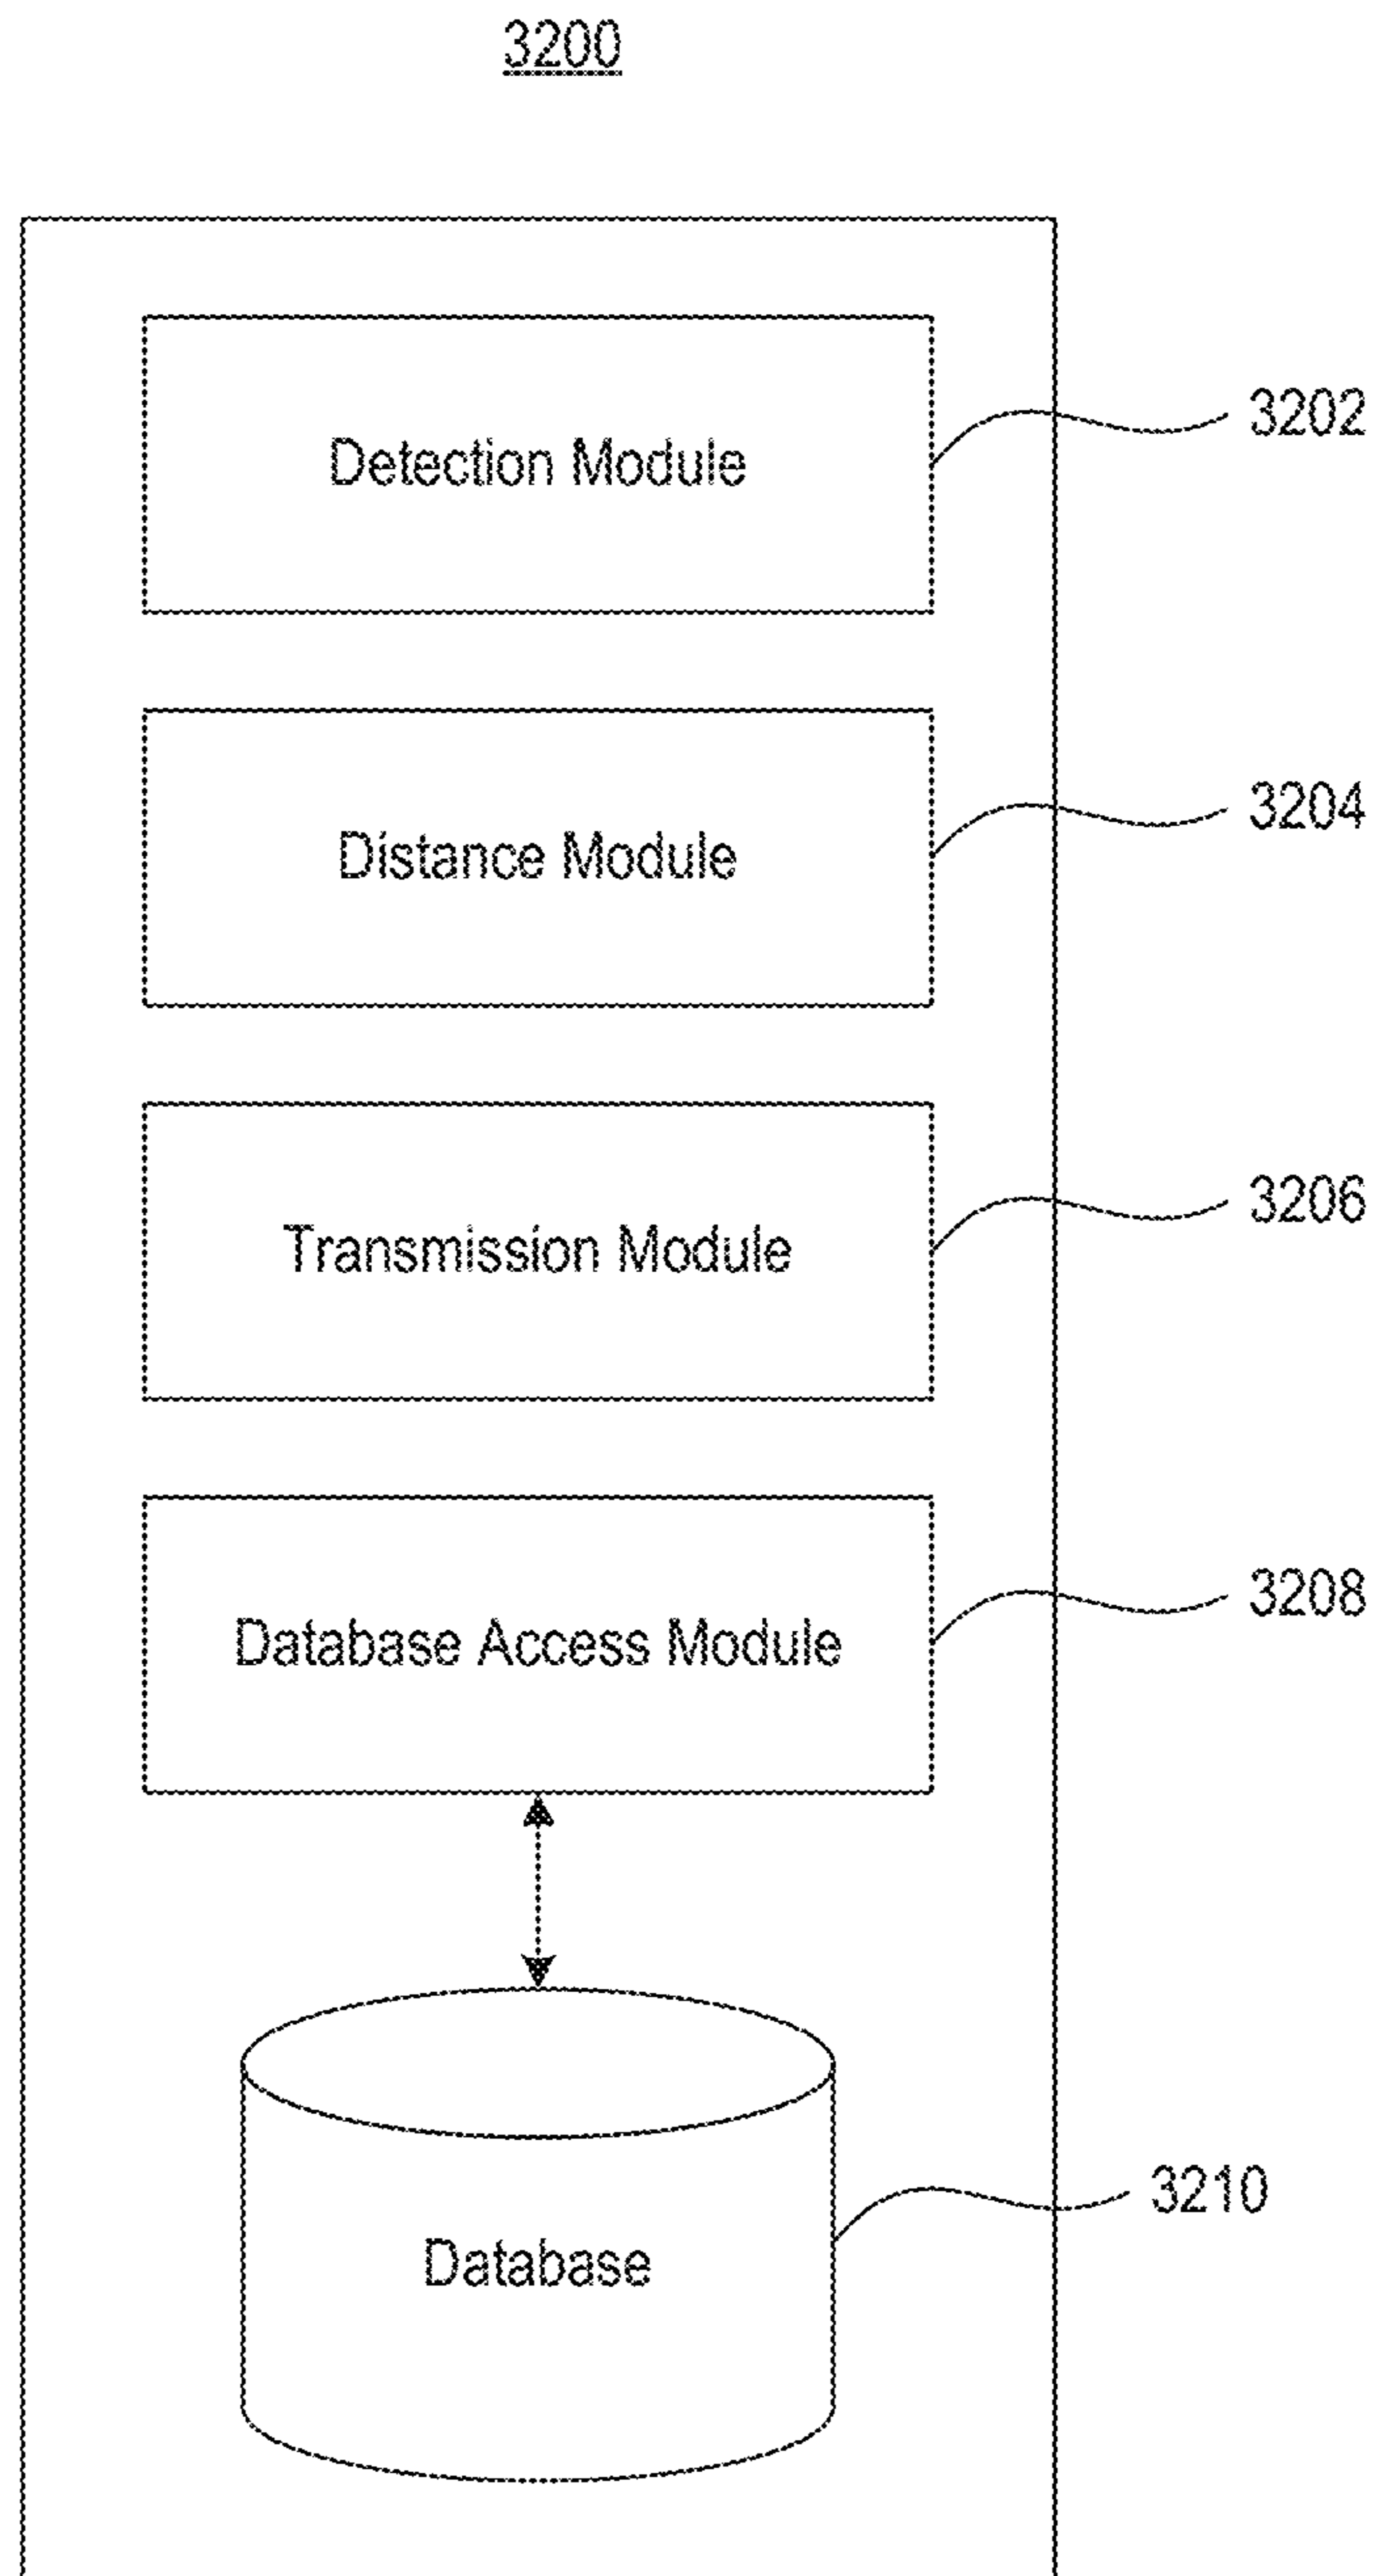 3200
Detection Module
3202
Distance Module
3204
Transmission Module
3206
Database Access Module
3208
Database
3210